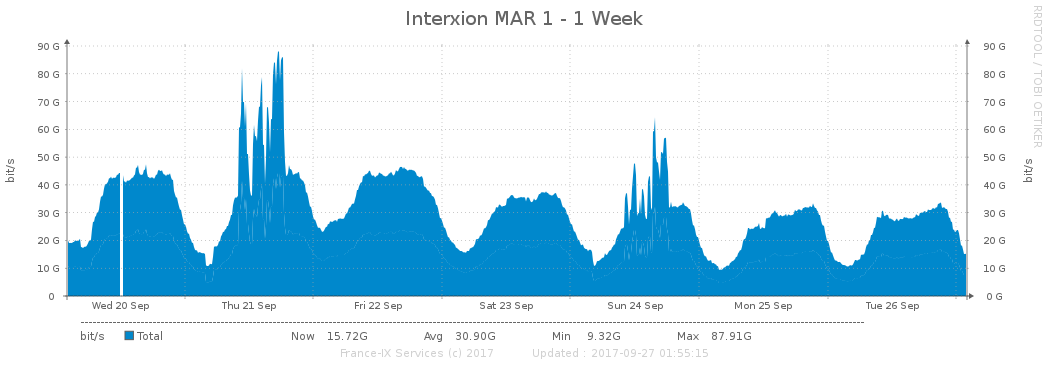 Interxion MAR 1 - 1 Week
RRDTOOL / TOBI OETIKER
bit/s
90 G 90 G
80 G 80 G
70 G 70 G
60 G 60 G
50 G 50 G
40 G 40 G
30 G 30 G
20 G 20 G
10 G 10 G
0 0 G
bit/s
Wed 20 Sep Thu 21 Sep Fri 22 Sep Sat 23 Sep Sun 24 Sep Mon 25 Sep Tue 26 Sep
bit/s Total Now 15.72G Avg 30.90G Min 9.32G Max 87.91G
France-IX Services (c) 2017 Updated : 2017-09-27 01:55:15